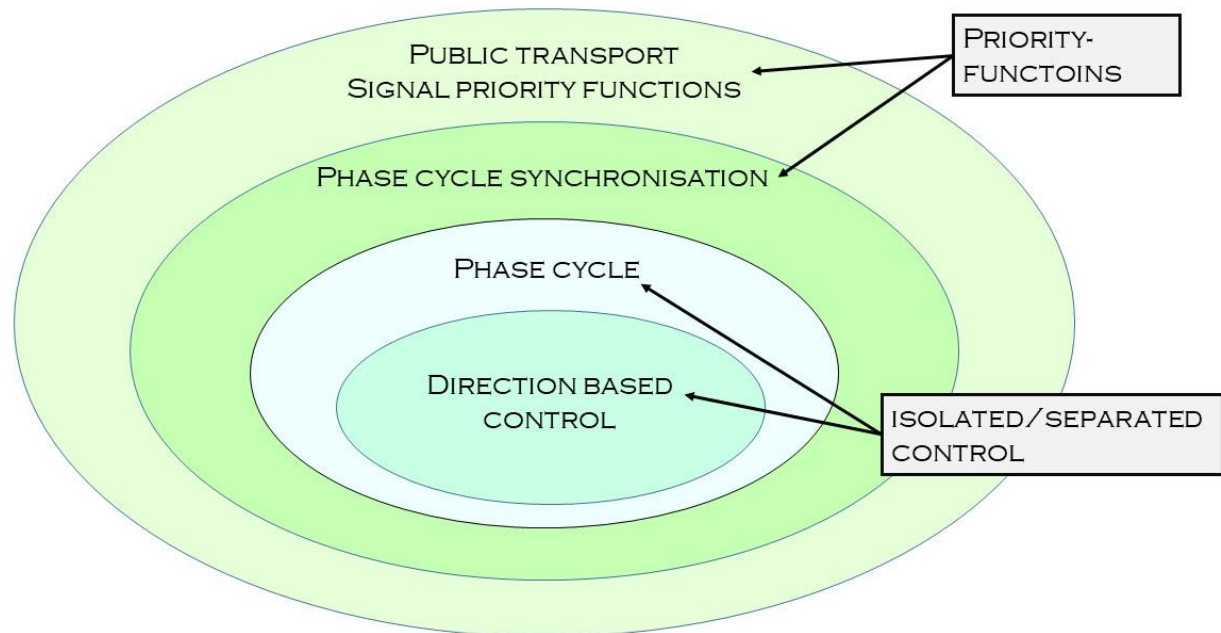 Public transport
Signal priority functions
Priority-
functoins
Phase cycle synchronisation
Phase cycle
Direction based
control
isolated/separated
control